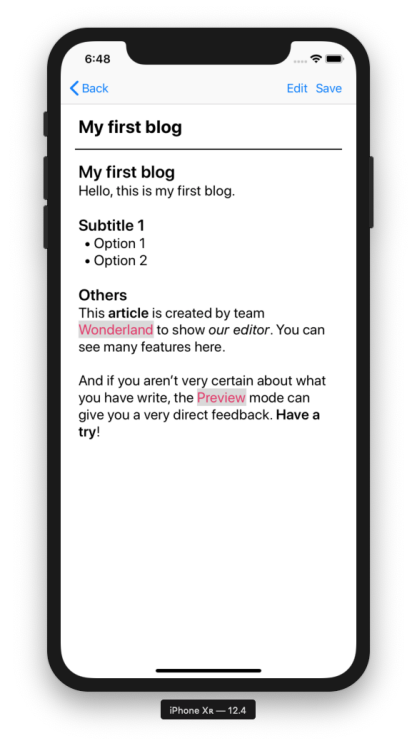 6:48
Back Edit Save
My first blog
My first blog
Hello, this is my first blog.
Subtitle 1
• Option 1
• Option 2
Others
This article is created by team
Wonderland to show our editor. You can
see many features here.
And if you aren’t very certain about what
you have write, the Preview mode can
give you a very direct feedback. Have a
try!
iPhone Xʀ — 12.4